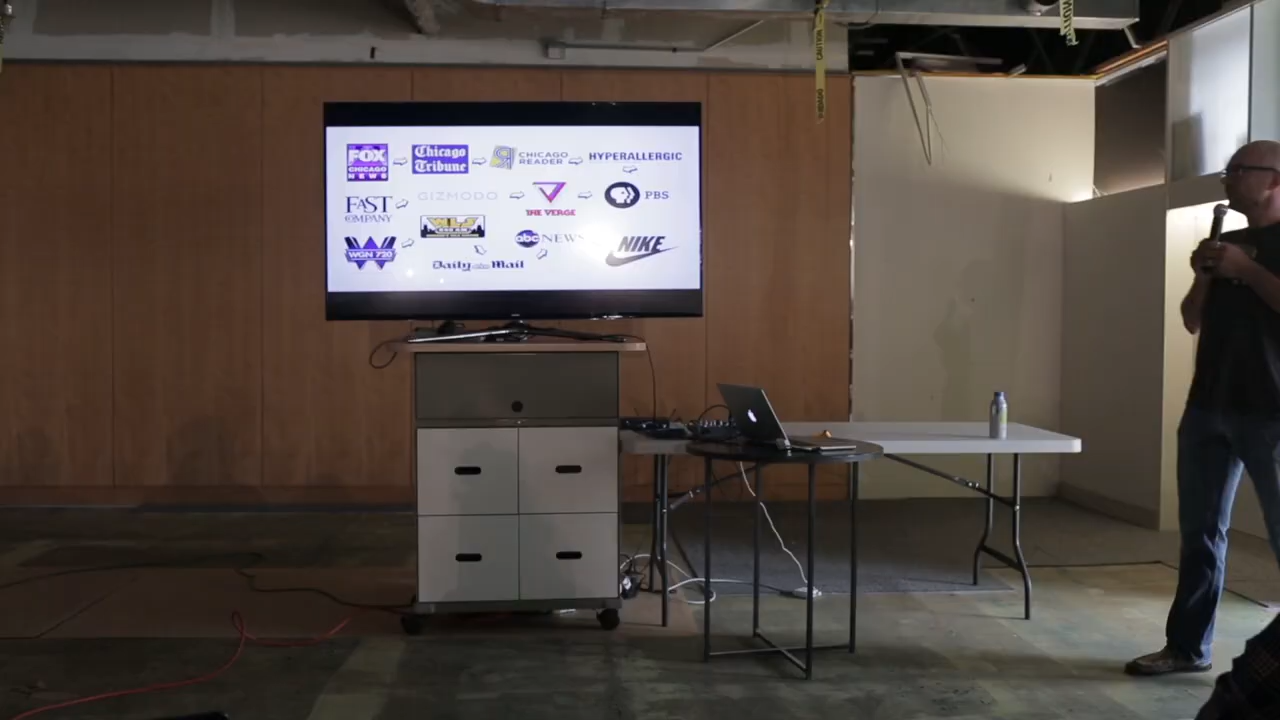 FOX
CHICAGO
NEWS
Chicago
Tribune
CHICAGO
READER
HYPERALLERGIC
FAST
COMPANY
GIZMODO
THE VERGE
PBS
WLS
WGN 720
abc NEWS
NIKE
Daily Mail
CAUTION